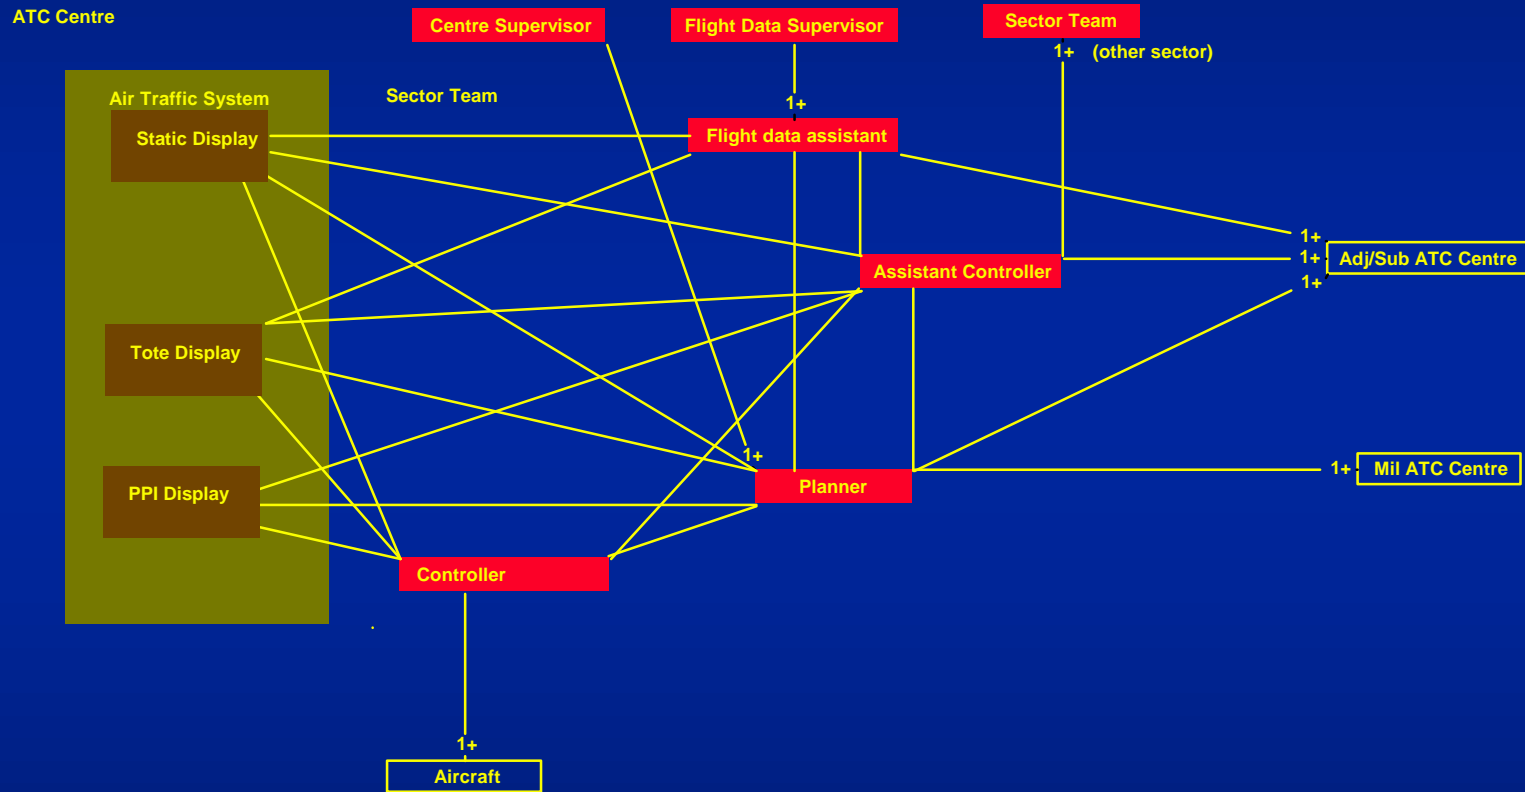 ATC Centre
Centre Supervisor
Flight Data Supervisor
Sector Team
1+ (other sector)
Air Traffic System
Sector Team
1+
Static Display
Flight data assistant
1+
1+
Adj/Sub ATC Centre
1+
Assistant Controller
Tote Display
1+
1+
Mil ATC Centre
PPI Display
Planner
Controller
1+
Aircraft